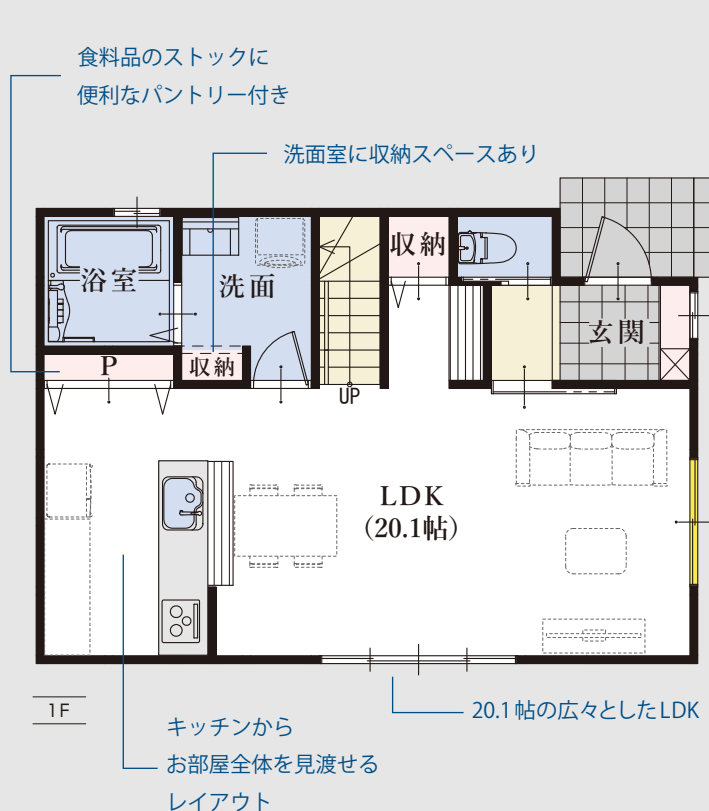 食料品のストックに
便利なパントリー付き
洗面室に収納スペースあり
収納
浴室
洗面
玄関
P
収納
UP
LDK
(20.1帖)
1F
20.1帖の広々としたLDK
キッチンから
お部屋全体を見渡せる
レイアウト